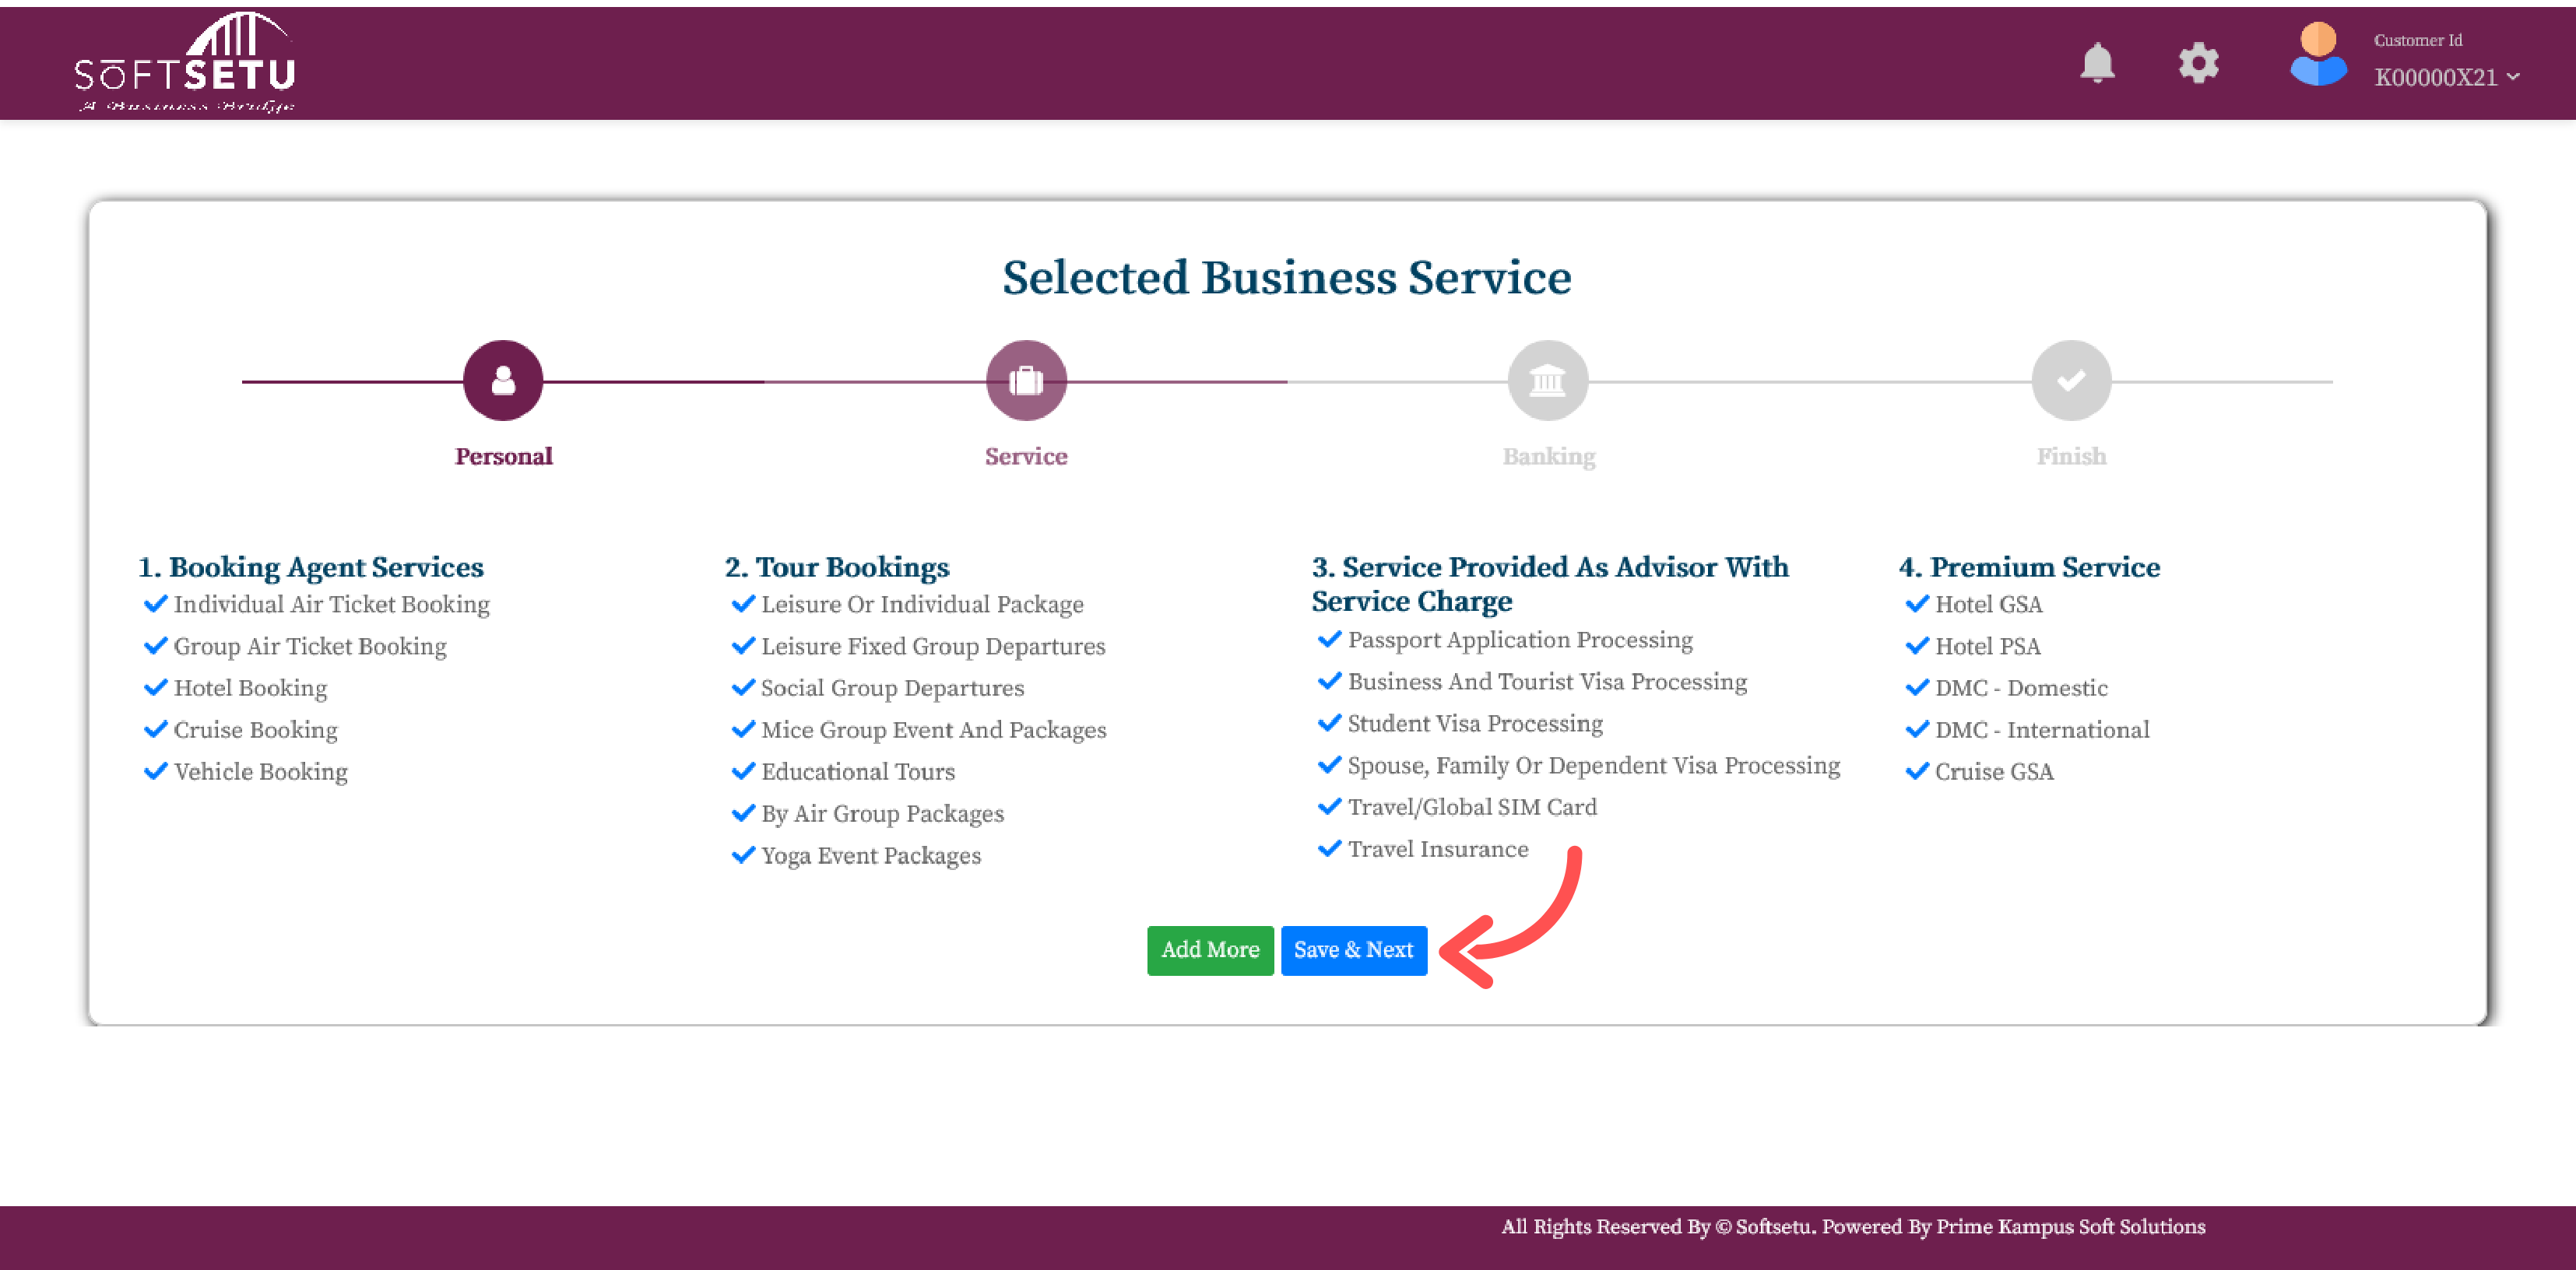 SOFTSETU
A Business Bridge
Customer Id
K00000X21
Selected Business Service
Personal
Service
Banking
Finish
1. Booking Agent Services
Individual Air Ticket Booking
Group Air Ticket Booking
Hotel Booking
Cruise Booking
Vehicle Booking
2. Tour Bookings
Leisure Or Individual Package
Leisure Fixed Group Departures
Social Group Departures
Mice Group Event And Packages
Educational Tours
By Air Group Packages
Yoga Event Packages
3. Service Provided As Advisor With
Service Charge
Passport Application Processing
Business And Tourist Visa Processing
Student Visa Processing
Spouse, Family Or Dependent Visa Processing
Travel/Global SIM Card
Travel Insurance
4. Premium Service
Hotel GSA
Hotel PSA
DMC - Domestic
DMC - International
Cruise GSA
Add More
Save & Next
All Rights Reserved By © Softsetu. Powered By Prime Kampus Soft Solutions